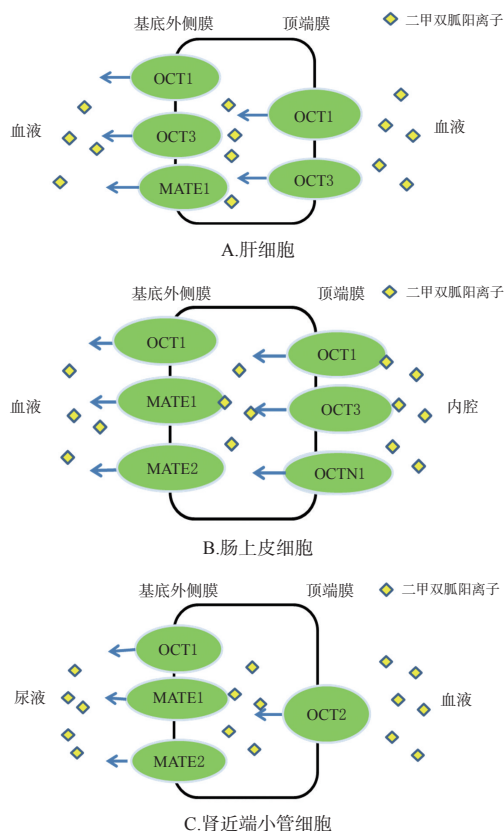 基底外侧膜 顶端膜 二甲双胍阳离子
OCT1
OCT1
血液 OCT3 血液
MATE1 OCT3
A.肝细胞
基底外侧膜 顶端膜 二甲双胍阳离子
OCT1 OCT1
血液 MATE1 OCT3 内腔
MATE2 OCTN1
B.肠上皮细胞
基底外侧膜 顶端膜 二甲双胍阳离子
OCT1
尿液 MATE1 OCT2 血液
MATE2
C.肾近端小管细胞